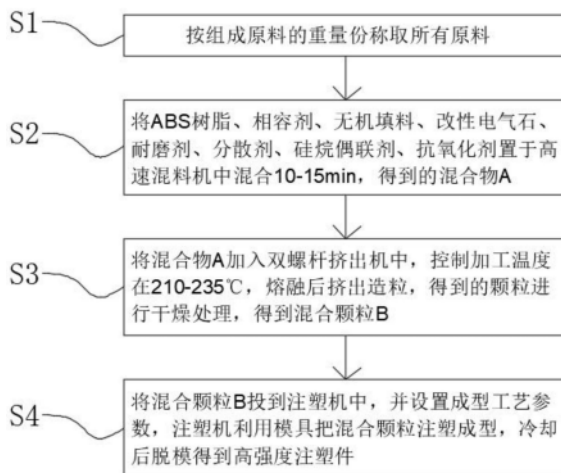 S1
按组成原料的重量份称取所有原料
S2
将ABS树脂、相容剂、无机填料、改性电气石、
耐磨剂、分散剂、硅烷偶联剂、抗氧化剂置于高
速混料机中混合10-15min，得到的混合物A
S3
将混合物A加入双螺杆挤出机中，控制加工温度
在210-235℃，熔融后挤出造粒，得到的颗粒进
行干燥处理，得到混合颗粒B
S4
将混合颗粒B投到注塑机中，并设置成型工艺参
数，注塑机利用模具把混合颗粒注塑成型，冷却
后脱模得到高强度注塑件